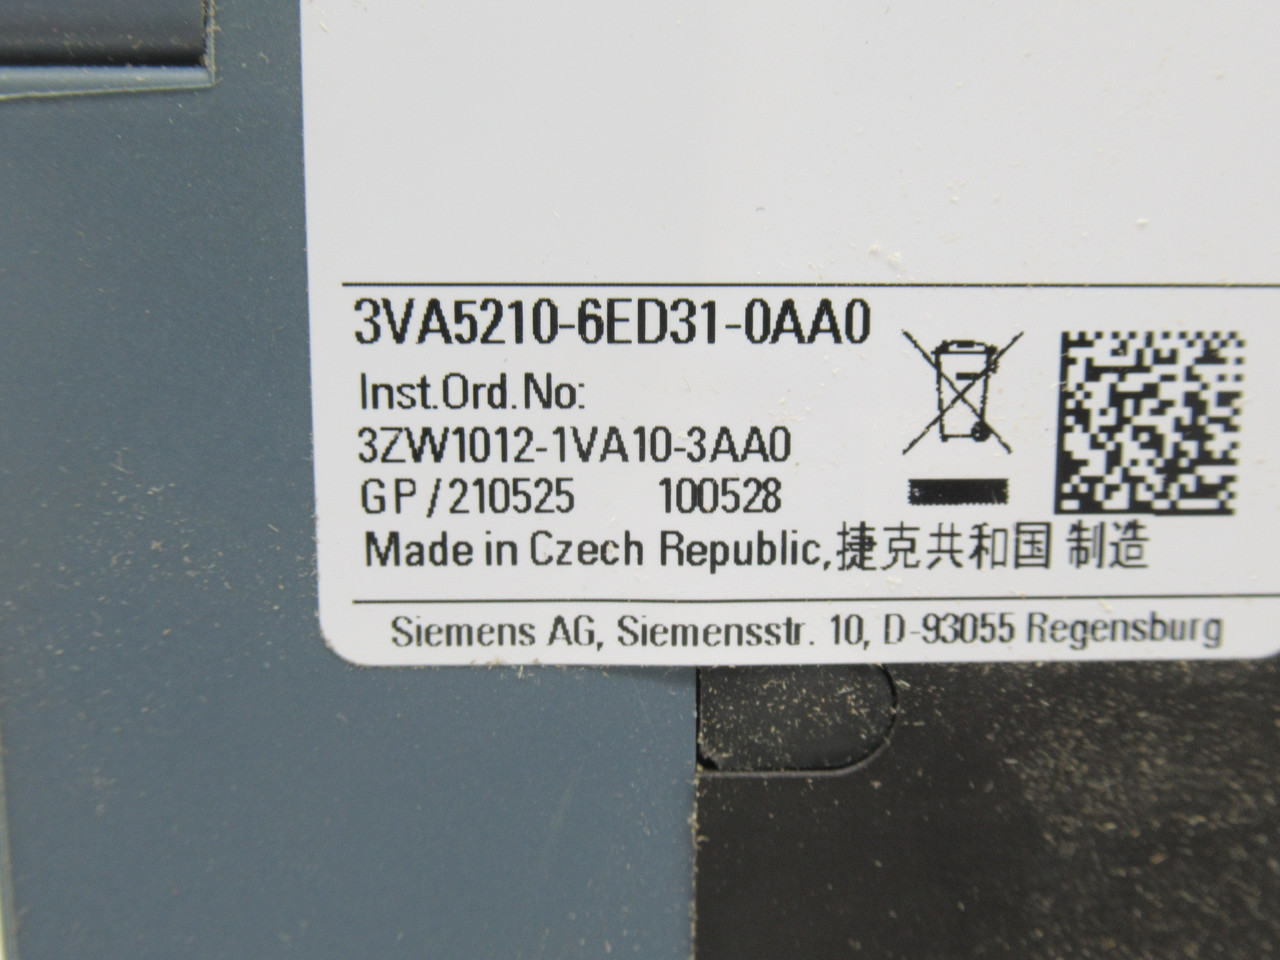 3VA5210-6ED31-0AA0
Inst.Ord.No:
3ZW1012-1VA10-3AA0
GP/210525 100528
Made in Czech Republic,捷克共和国 制造
Siemens AG, Siemensstr. 10, D-93055 Regensburg